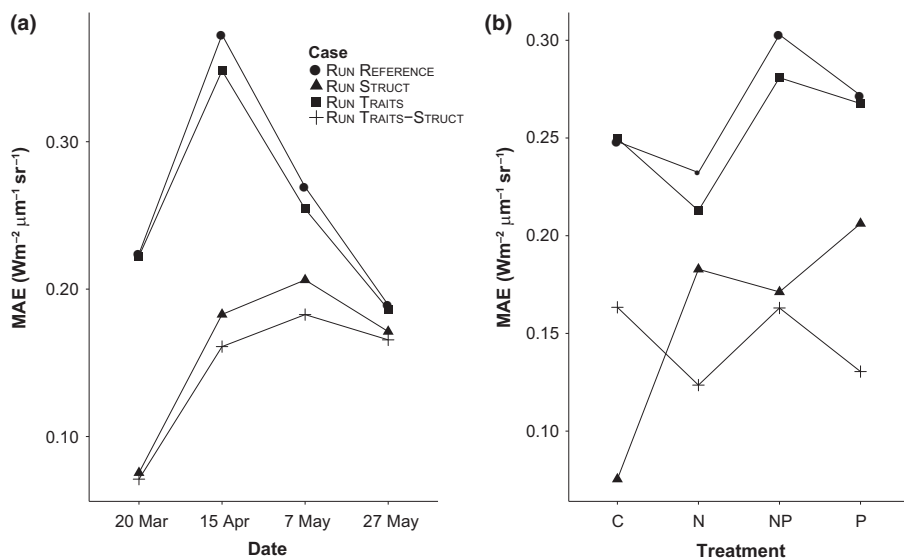 (a)
Case
RUN REFERENCE
RUN STRUCT
RUN TRAITS
RUN TRAITS−STRUCT
0.30
0.20
0.10
MAE (Wm−2 μm−1 sr−1)
20 Mar
15 Apr
7 May
27 May
Date
(b)
0.30
0.25
0.20
0.15
0.10
MAE (Wm−2 μm−1 sr−1)
C
N
NP
P
Treatment